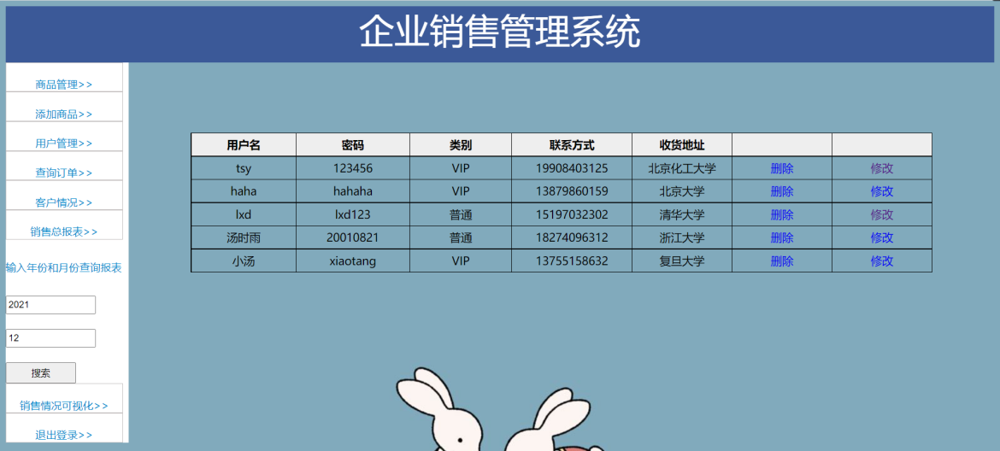 企业销售管理系统
商品管理>>
添加商品>>
用户管理>>
查询订单>>
客户情况>>
销售总报表>>
输入年份和月份查询报表
2021
12
搜索
销售情况可视化>>
退出登录>>
用户名 密码 类别 联系方式 收货地址
tsy 123456 VIP 19908403125 北京化工大学 删除 修改
haha hahaha VIP 13879860159 北京大学 删除 修改
lxd lxd123 普通 15197032302 清华大学 删除 修改
汤时雨 20010821 普通 18274096312 浙江大学 删除 修改
小汤 xiaotang VIP 13755158632 复旦大学 删除 修改